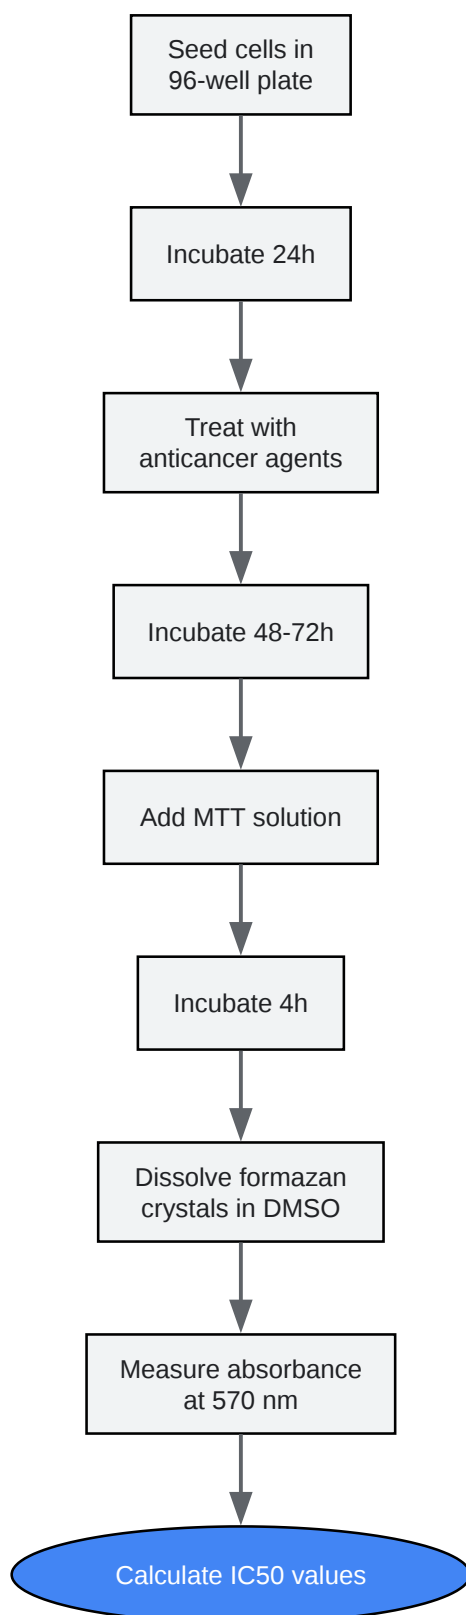 Seed cells in
96-well plate
Incubate 24h
Treat with
anticancer agents
Incubate 48-72h
Add MTT solution
Incubate 4h
Dissolve formazan
crystals in DMSO
Measure absorbance
at 570 nm
Calculate IC50 values